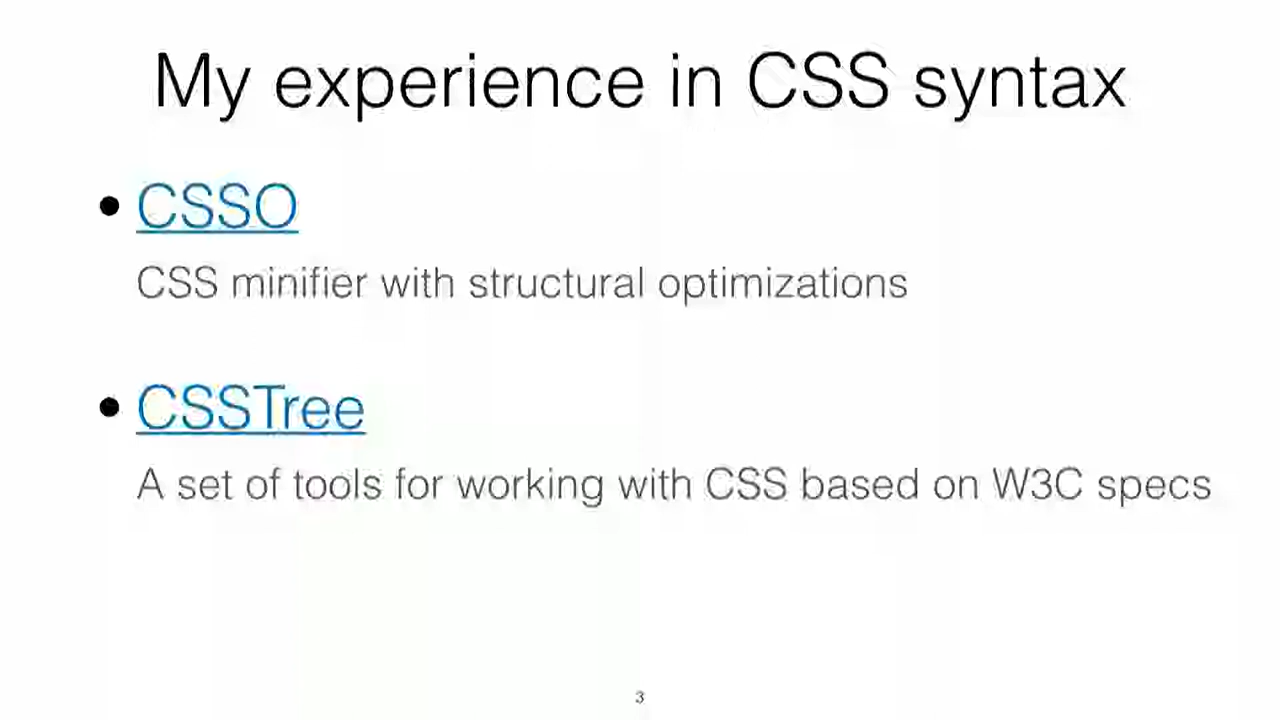 My experience in CSS syntax
• CSSO
CSS minifier with structural optimizations
• CSSTree
A set of tools for working with CSS based on W3C specs
3